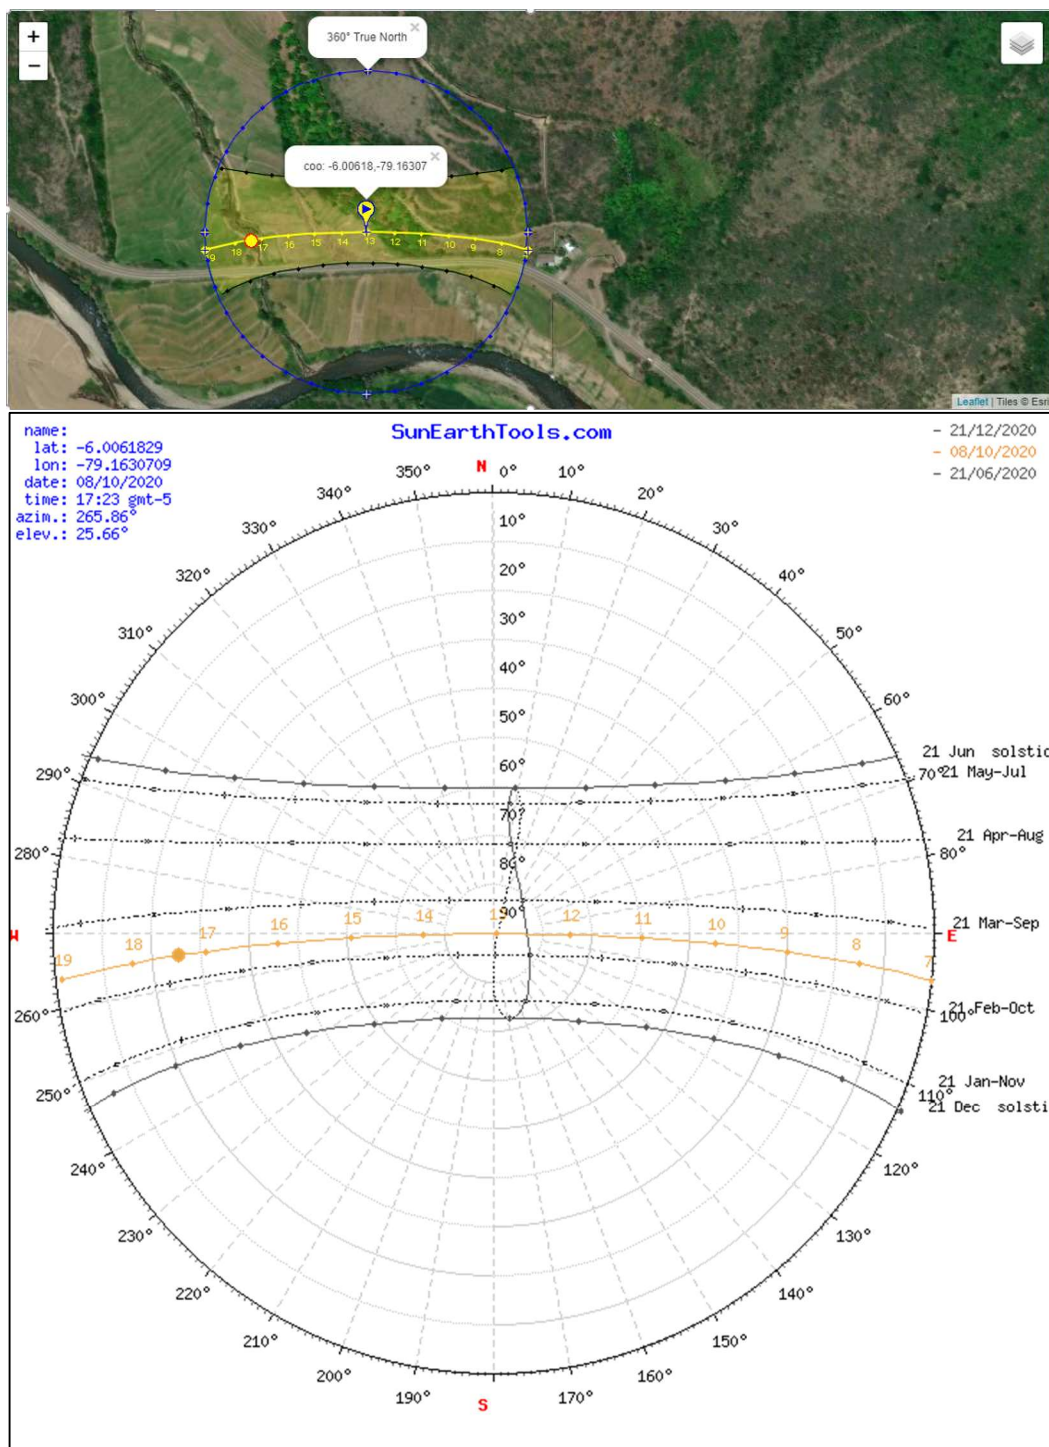 +
−
360° True North ×
coo: -6.00618,-79.16307 ×
9 18 17 16 15 14 13 12 11 10 9 8
Leaflet | Tiles © Esri
name:
lat: -6.0061829
lon: -79.1630709
date: 08/10/2020
time: 17:23 gmt-5
azim.: 265.86°
elev.: 25.66°
SunEarthTools.com
– 21/12/2020
– 08/10/2020
– 21/06/2020
N
350° 0° 10°
340° 20°
330° 30°
320° 40°
310° 50°
300° 60°
290° 70°
280° 80°
W E
260° 100°
250° 110°
240° 120°
230° 130°
220° 140°
210° 150°
200° 160°
190° 170°
S
10°
20°
30°
40°
50°
60°
70°
80°
90°
21 Jun solstic
21 May-Jul
21 Apr-Aug
21 Mar-Sep
21 Feb-Oct
21 Jan-Nov
21 Dec solsti
19 18 17 16 15 14 13 12 11 10 9 8 7